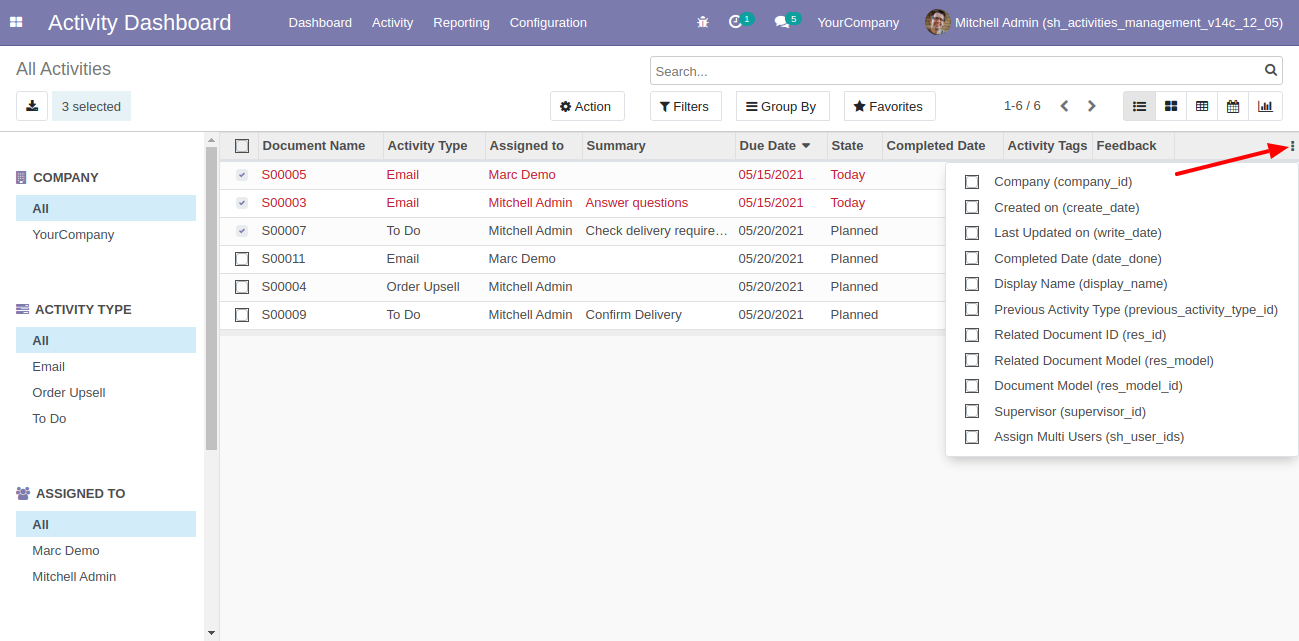 Activity Dashboard Dashboard Activity Reporting Configuration 1 5 YourCompany Mitchell Admin (sh_activities_management_v14c_12_05)
All Activities Search...
3 selected Action Filters Group By Favorites 1-6 / 6
COMPANY
All
YourCompany
ACTIVITY TYPE
All
Email
Order Upsell
To Do
ASSIGNED TO
All
Marc Demo
Mitchell Admin
Document Name Activity Type Assigned to Summary Due Date State Completed Date Activity Tags Feedback
S00005 Email Marc Demo 05/15/2021 Today
S00003 Email Mitchell Admin Answer questions 05/15/2021 Today
S00007 To Do Mitchell Admin Check delivery require... 05/20/2021 Planned
S00011 Email Marc Demo 05/20/2021 Planned
S00004 Order Upsell Mitchell Admin 05/20/2021 Planned
S00009 To Do Mitchell Admin Confirm Delivery 05/20/2021 Planned
Company (company_id)
Created on (create_date)
Last Updated on (write_date)
Completed Date (date_done)
Display Name (display_name)
Previous Activity Type (previous_activity_type_id)
Related Document ID (res_id)
Related Document Model (res_model)
Document Model (res_model_id)
Supervisor (supervisor_id)
Assign Multi Users (sh_user_ids)